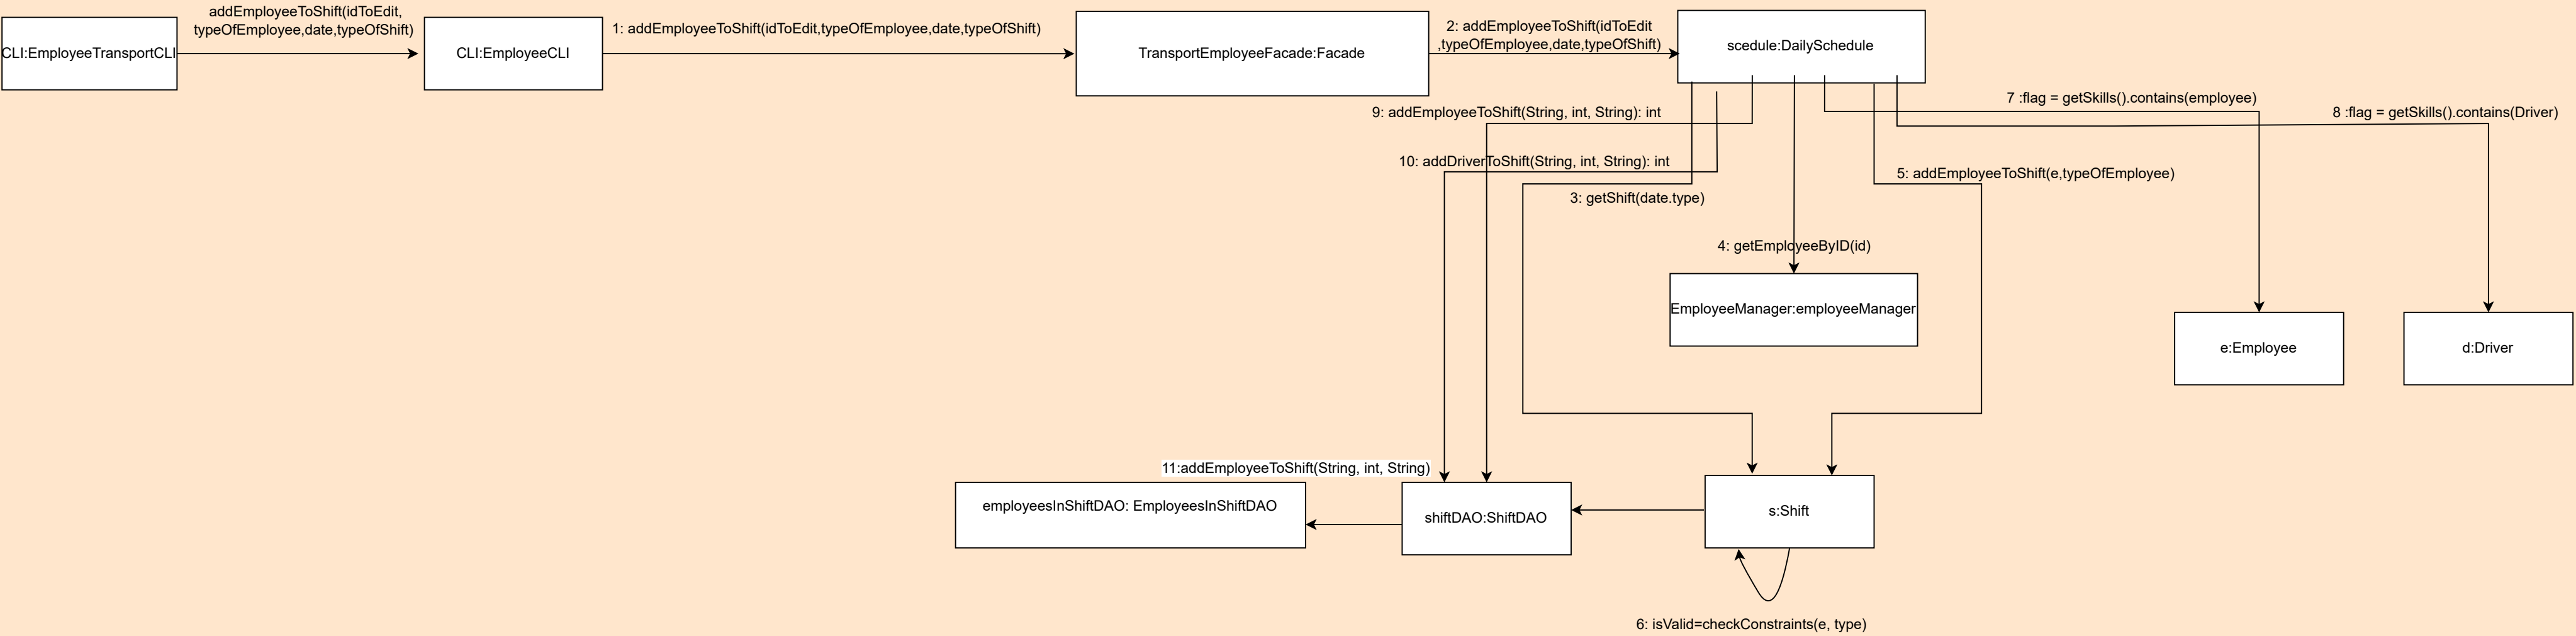 addEmployeeToShift(idToEdit,
typeOfEmployee,date,typeOfShift)
CLI:EmployeeTransportCLI
CLI:EmployeeCLI
1: addEmployeeToShift(idToEdit,typeOfEmployee,date,typeOfShift)
TransportEmployeeFacade:Facade
2: addEmployeeToShift(idToEdit
,typeOfEmployee,date,typeOfShift)
scedule:DailySchedule
7 :flag = getSkills().contains(employee)
8 :flag = getSkills().contains(Driver)
9: addEmployeeToShift(String, int, String): int
10: addDriverToShift(String, int, String): int
5: addEmployeeToShift(e,typeOfEmployee)
3: getShift(date.type)
4: getEmployeeByID(id)
EmployeeManager:employeeManager
e:Employee
d:Driver
11:addEmployeeToShift(String, int, String)
employeesInShiftDAO: EmployeesInShiftDAO
shiftDAO:ShiftDAO
s:Shift
6: isValid=checkConstraints(e, type)